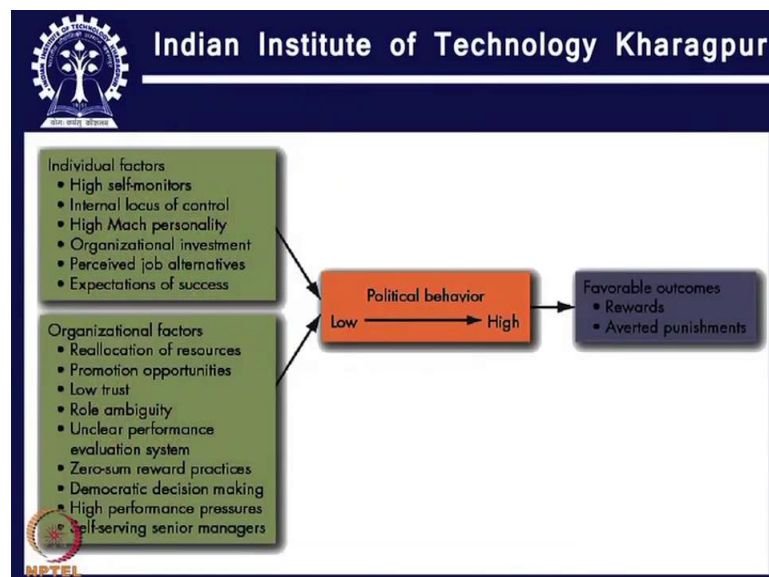 Indian Institute of Technology Kharagpur
Individual factors
• High self-monitors
• Internal locus of control
• High Mach personality
• Organizational investment
• Perceived job alternatives
• Expectations of success
Organizational factors
• Reallocation of resources
• Promotion opportunities
• Low trust
• Role ambiguity
• Unclear performance
evaluation system
• Zero-sum reward practices
• Democratic decision making
• High performance pressures
Self-serving senior managers
Political behavior
Low High
Favorable outcomes
• Rewards
• Averted punishments
NPTEL